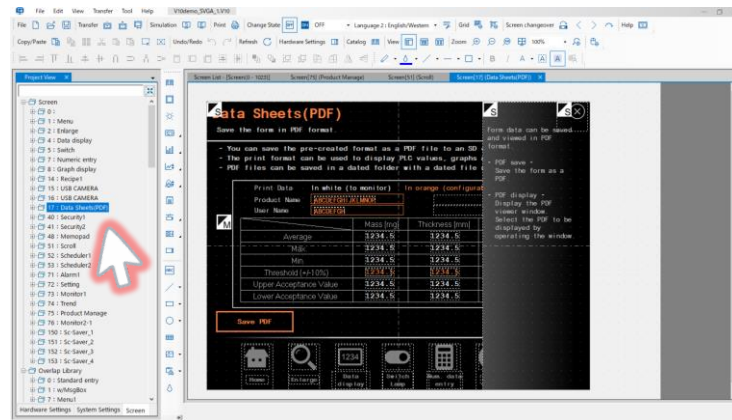 File Edit View Transfer Tool Help V10demo_SVGA_1.V10
File Transfer Simulation Print Change State OFF Language 2 : English/Western Grid Screen changeover Help
Copy/Paste Undo/Redo Refresh Hardware Settings Catalog View Zoom 100%
B I A A
Project View
Screen List - [Screen(0 - 1023)] Screen[75] (Product Manage) Screen[51] (Scroll) Screen[17] (Data Sheets(PDF))
Screen
0 :
1 : Menu
2 : Enlarge
4 : Data display
5 : Switch
7 : Numeric entry
8 : Graph display
14 : Recipe1
15 : USB CAMERA
16 : USB CAMERA
17 : Data Sheets(PDF)
40 : Security1
41 : Security2
48 : Memopad
51 : Scroll
52 : Scheduler1
53 : Scheduler2
71 : Alarm1
72 : Setting
73 : Monitor1
74 : Trend
75 : Product Manage
76 : Monitor2-1
150 : Sc-Saver_1
151 : Sc-Saver_2
152 : Sc-Saver_3
153 : Sc-Saver_4
Overlap Library
0 : Standard entry
1 : w/MsgBox
7 : Menu1
Hardware Settings System Settings Screen
Data Sheets(PDF)
Save the form in PDF format.
- You can save the pre-created format as a PDF file to an SD
- The print format can be used to display PLC values, graphs
- PDF files can be saved in a dated folder with a dated file
Print Data In white (to monitor) In orange (configurat
Product Name ABCDEFGHIJKLMNOP
User Name ABCDEFGH
Mass [mg] Thickness [mm]
Average 1234.5 1234.5
Max 1234.5 1234.5
Min 1234.5 1234.5
Threshold (+/-10%) 1234.5 1234.5
Upper Acceptance Value 1234.5 1234.5
Lower Acceptance Value 1234.5 1234.5
Save PDF
Home Enlarge Data display Switch Lamp Num. data entry
1234
S S S
M
Form data can be saved
and viewed in PDF
format.
- PDF save -
Save the form as a
PDF
- PDF display -
Display the PDF
viewer window.
Select the PDF to be
displayed by
operating the window.